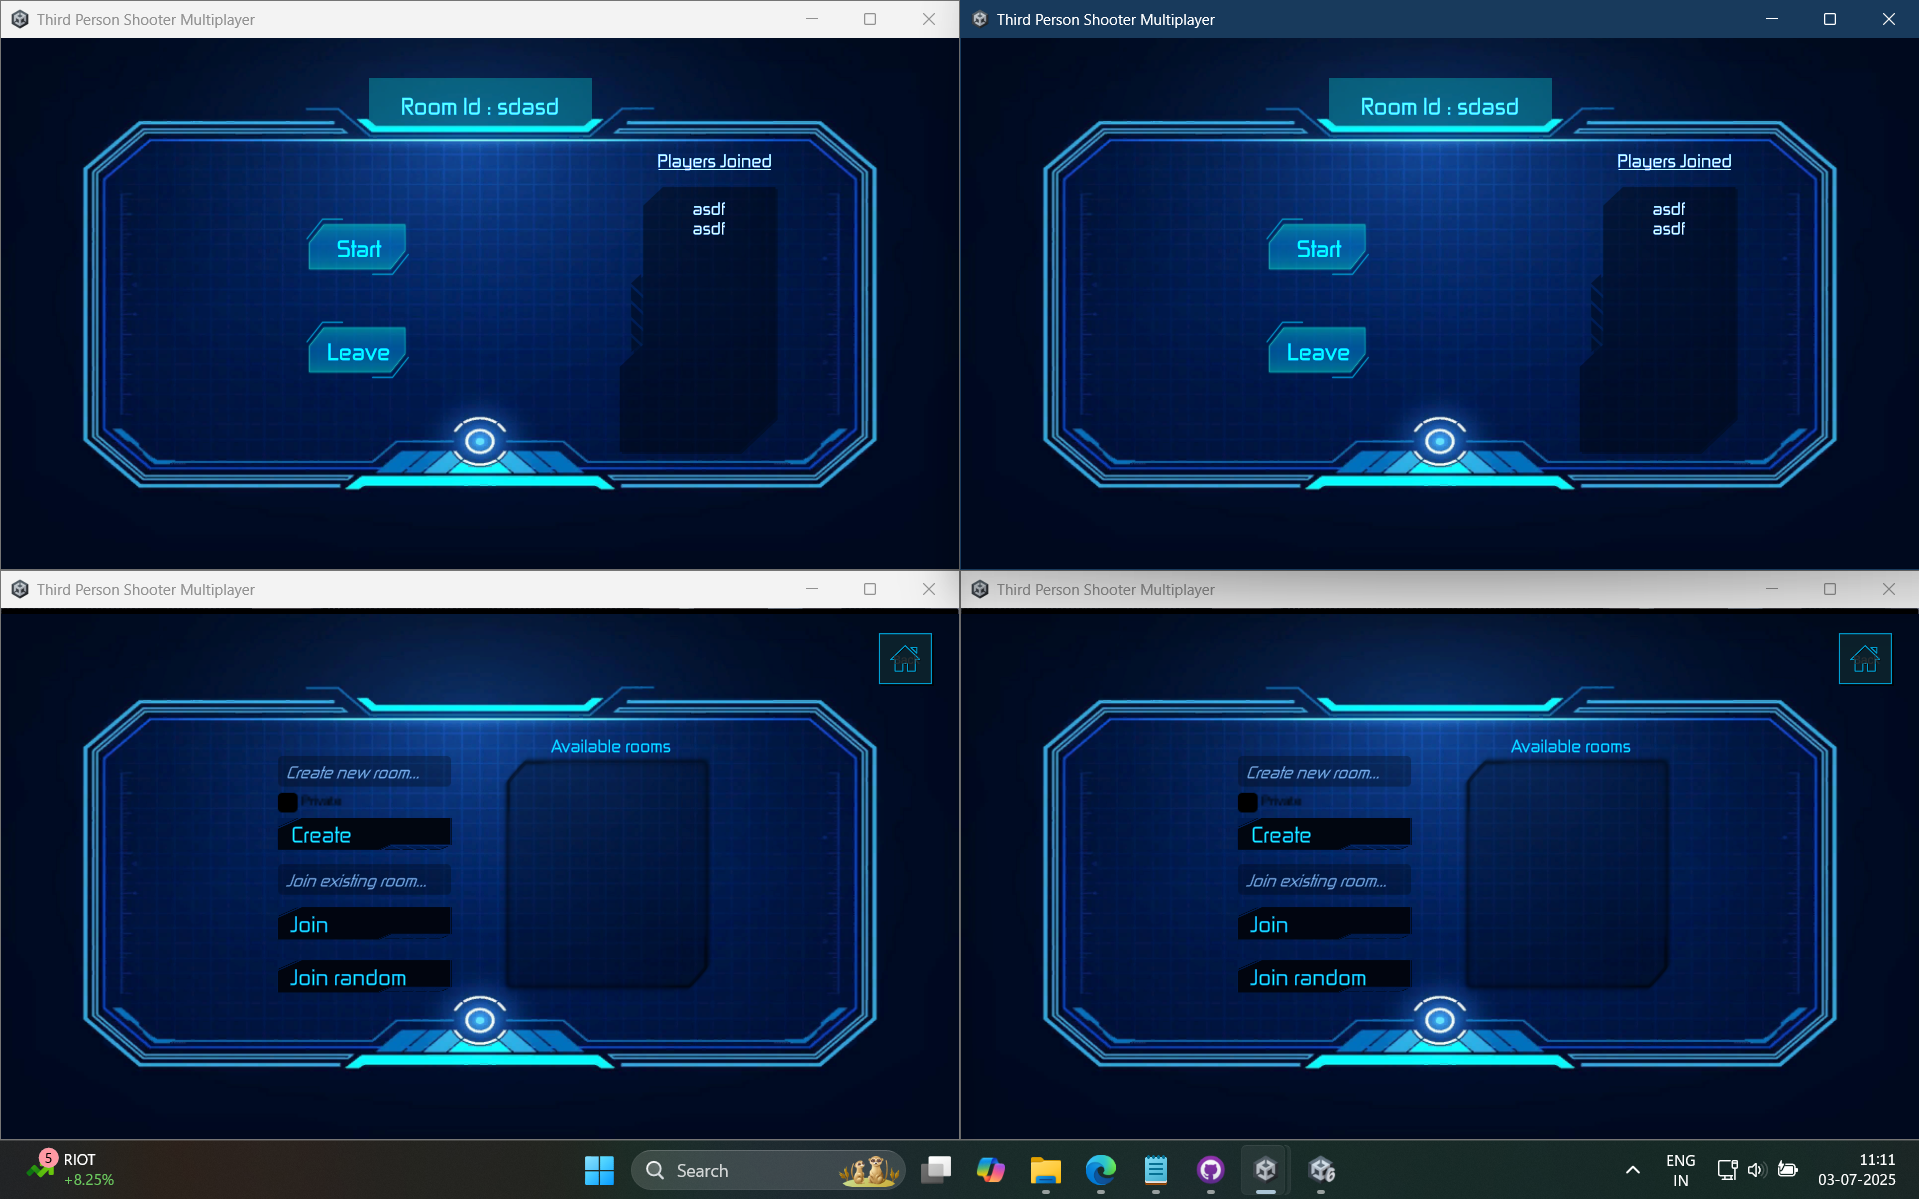 Third Person Shooter Multiplayer
Room Id : sdasd
Players Joined
asdf
asdf
Start
Leave
Third Person Shooter Multiplayer
Room Id : sdasd
Players Joined
asdf
asdf
Start
Leave
Third Person Shooter Multiplayer
Available rooms
Create new room...
Private
Create
Join existing room...
Join
Join random
Third Person Shooter Multiplayer
Available rooms
Create new room...
Private
Create
Join existing room...
Join
Join random
5
RIOT
+8.25%
Search
6
ENG
IN
11:11
03-07-2025